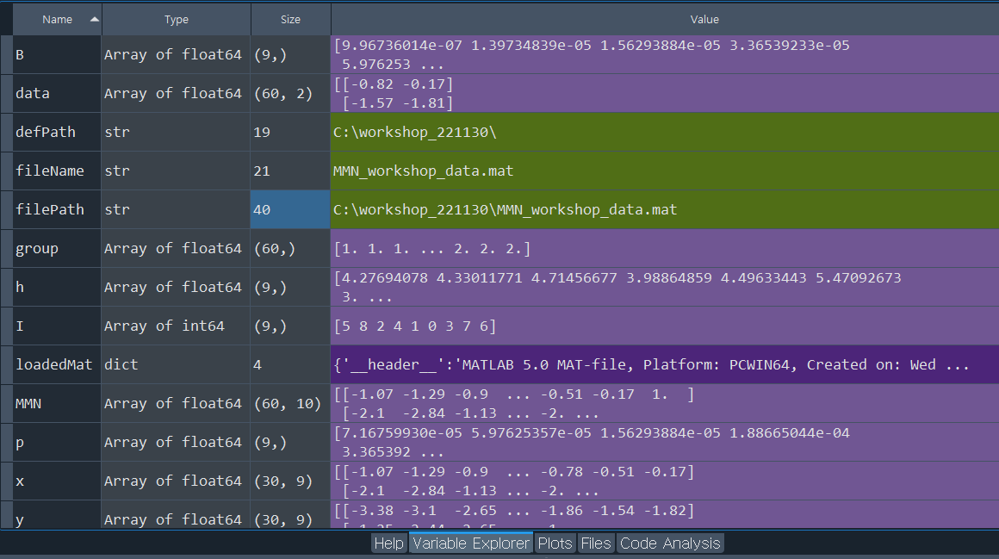 Name Type Size Value
B Array of float64 (9,) [9.96736014e-07 1.39734839e-05 1.56293884e-05 3.36539233e-05
5.976253 ...
data Array of float64 (60, 2) [[-0.82 -0.17]
[-1.57 -1.81]
defPath str 19 C:\workshop_221130\
fileName str 21 MMN_workshop_data.mat
filePath str 40 C:\workshop_221130\MMN_workshop_data.mat
group Array of float64 (60,) [1. 1. 1. ... 2. 2. 2.]
h Array of float64 (9,) [4.27694078 4.33011771 4.71456677 3.98864859 4.49633443 5.47092673
3. ...
I Array of int64 (9,) [5 8 2 4 1 0 3 7 6]
loadedMat dict 4 {'__header__':'MATLAB 5.0 MAT-file, Platform: PCWIN64, Created on: Wed ...
MMN Array of float64 (60, 10) [[-1.07 -1.29 -0.9 ... -0.51 -0.17 1. ]
[-2.1 -2.84 -1.13 ... -2. ...
p Array of float64 (9,) [7.16759930e-05 5.97625357e-05 1.56293884e-05 1.88665044e-04
3.365392 ...
x Array of float64 (30, 9) [[-1.07 -1.29 -0.9 ... -0.78 -0.51 -0.17]
[-2.1 -2.84 -1.13 ... -2. ...
y Array of float64 (30, 9) [[-3.38 -3.1 -2.65 ... -1.86 -1.54 -1.82]
Help Variable Explorer Plots Files Code Analysis